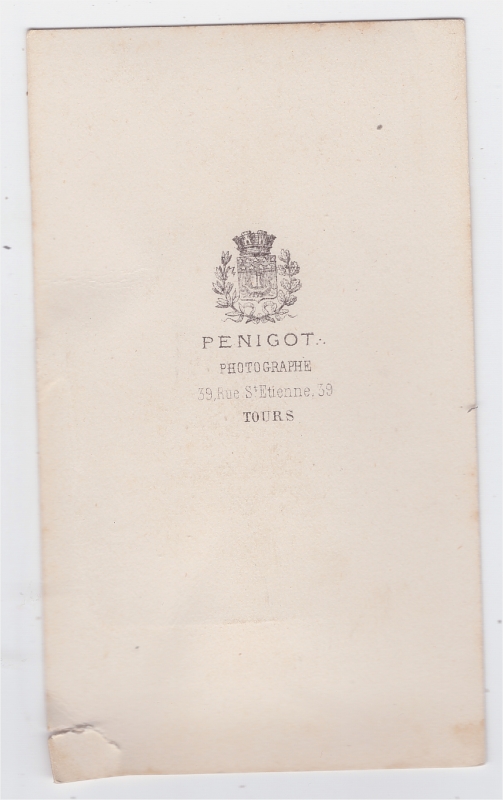 PENIGOT ∴
PHOTOGRAPHE
39, Rue St Etienne, 39
TOURS